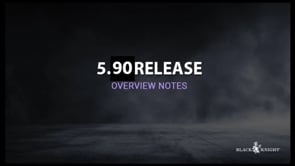 5.90 RELEASE
OVERVIEW NOTES
BLACK KNIGHT